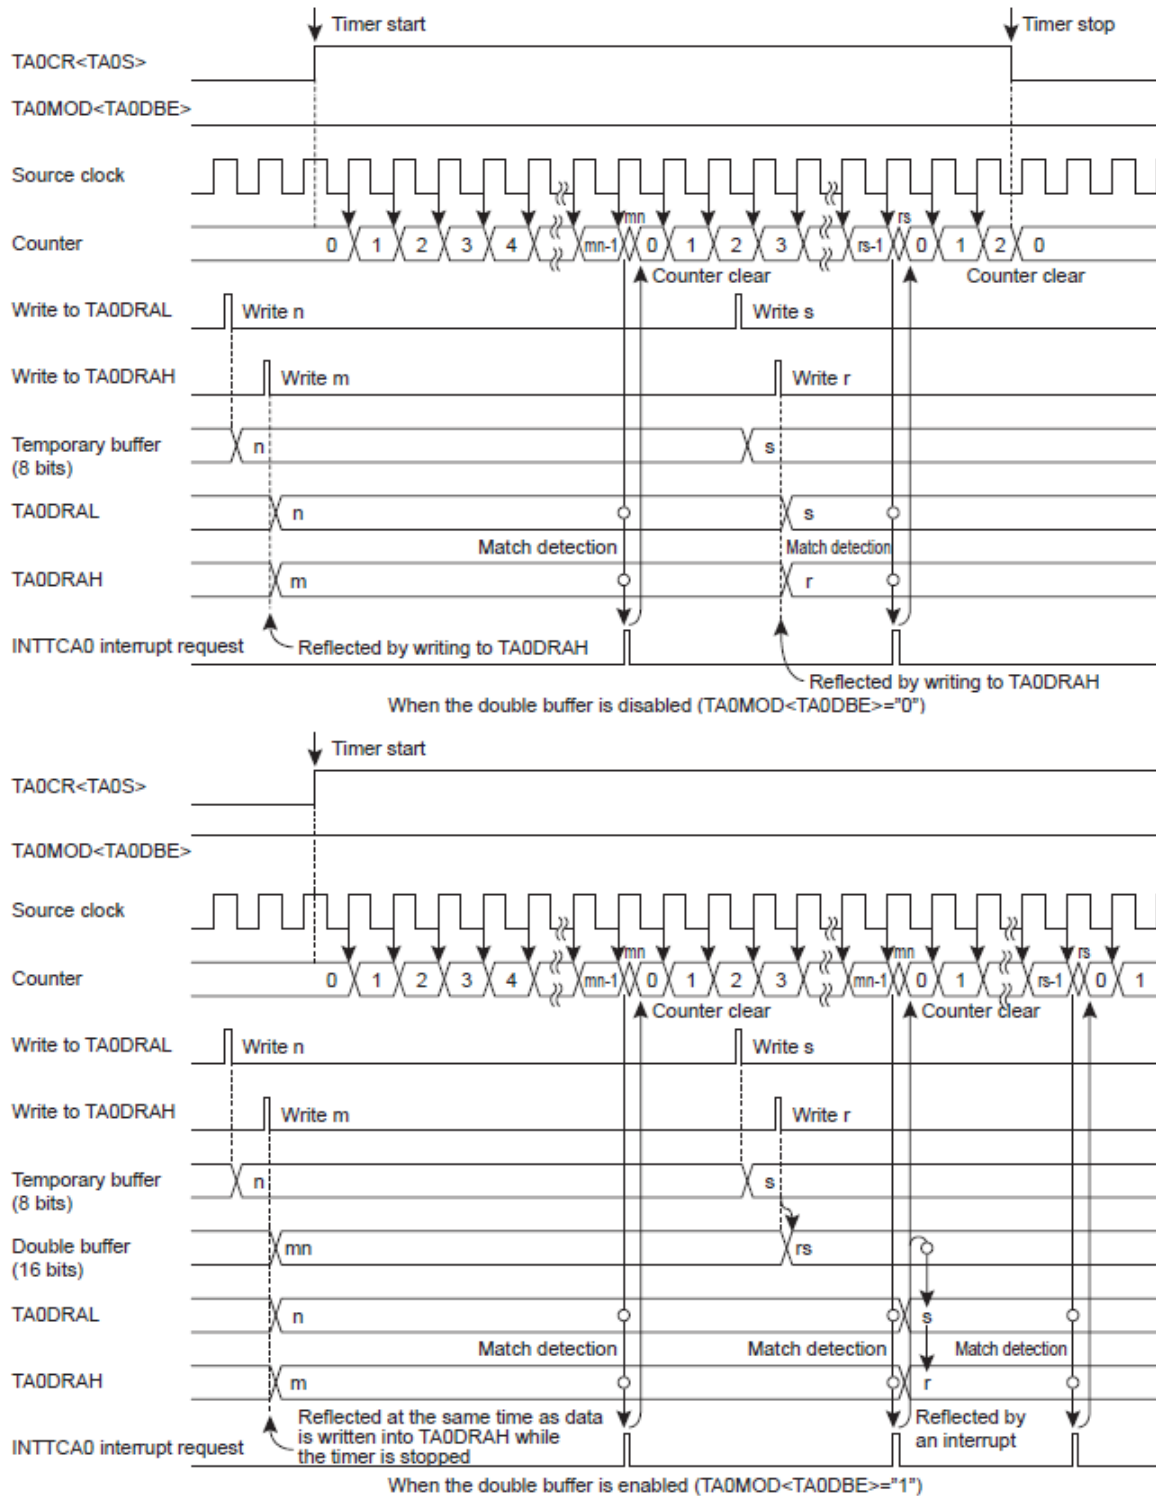 Timer start
Timer stop
TA0CR<TA0S>
TA0MOD<TA0DBE>
Source clock
mn
rs
Counter
0 1 2 3 4 mn-1 0 1 2 3 rs-1 0 1 2 0
Counter clear
Counter clear
Write to TA0DRAL
Write n
Write s
Write to TA0DRAH
Write m
Write r
Temporary buffer
(8 bits)
n
s
TA0DRAL
n
s
Match detection
Match detection
TA0DRAH
m
r
INTTCA0 interrupt request
Reflected by writing to TA0DRAH
Reflected by writing to TA0DRAH
When the double buffer is disabled (TA0MOD<TA0DBE>="0")
Timer start
TA0CR<TA0S>
TA0MOD<TA0DBE>
Source clock
mn
mn
rs
Counter
0 1 2 3 4 mn-1 0 1 2 3 mn-1 0 1 rs-1 0 1
Counter clear
Counter clear
Write to TA0DRAL
Write n
Write s
Write to TA0DRAH
Write m
Write r
Temporary buffer
(8 bits)
n
s
Double buffer
(16 bits)
mn
rs
TA0DRAL
n
s
Match detection
Match detection
Match detection
TA0DRAH
m
r
Reflected at the same time as data
is written into TA0DRAH while
the timer is stopped
Reflected by
an interrupt
INTTCA0 interrupt request
When the double buffer is enabled (TA0MOD<TA0DBE>="1")